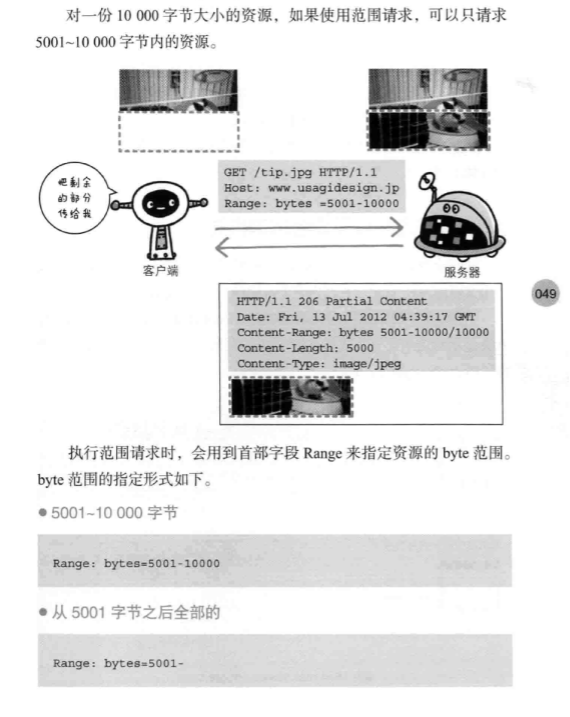 对一份 10 000 字节大小的资源，如果使用范围请求，可以只请求
5001~10 000 字节内的资源。
把剩余
的部分
传给我
GET /tip.jpg HTTP/1.1
Host: www.usagidesign.jp
Range: bytes =5001-10000
客户端
服务器
049
HTTP/1.1 206 Partial Content
Date: Fri, 13 Jul 2012 04:39:17 GMT
Content-Range: bytes 5001-10000/10000
Content-Length: 5000
Content-Type: image/jpeg
执行范围请求时，会用到首部字段 Range 来指定资源的 byte 范围。
byte 范围的指定形式如下。
● 5001~10 000 字节
Range: bytes=5001-10000
● 从 5001 字节之后全部的
Range: bytes=5001-